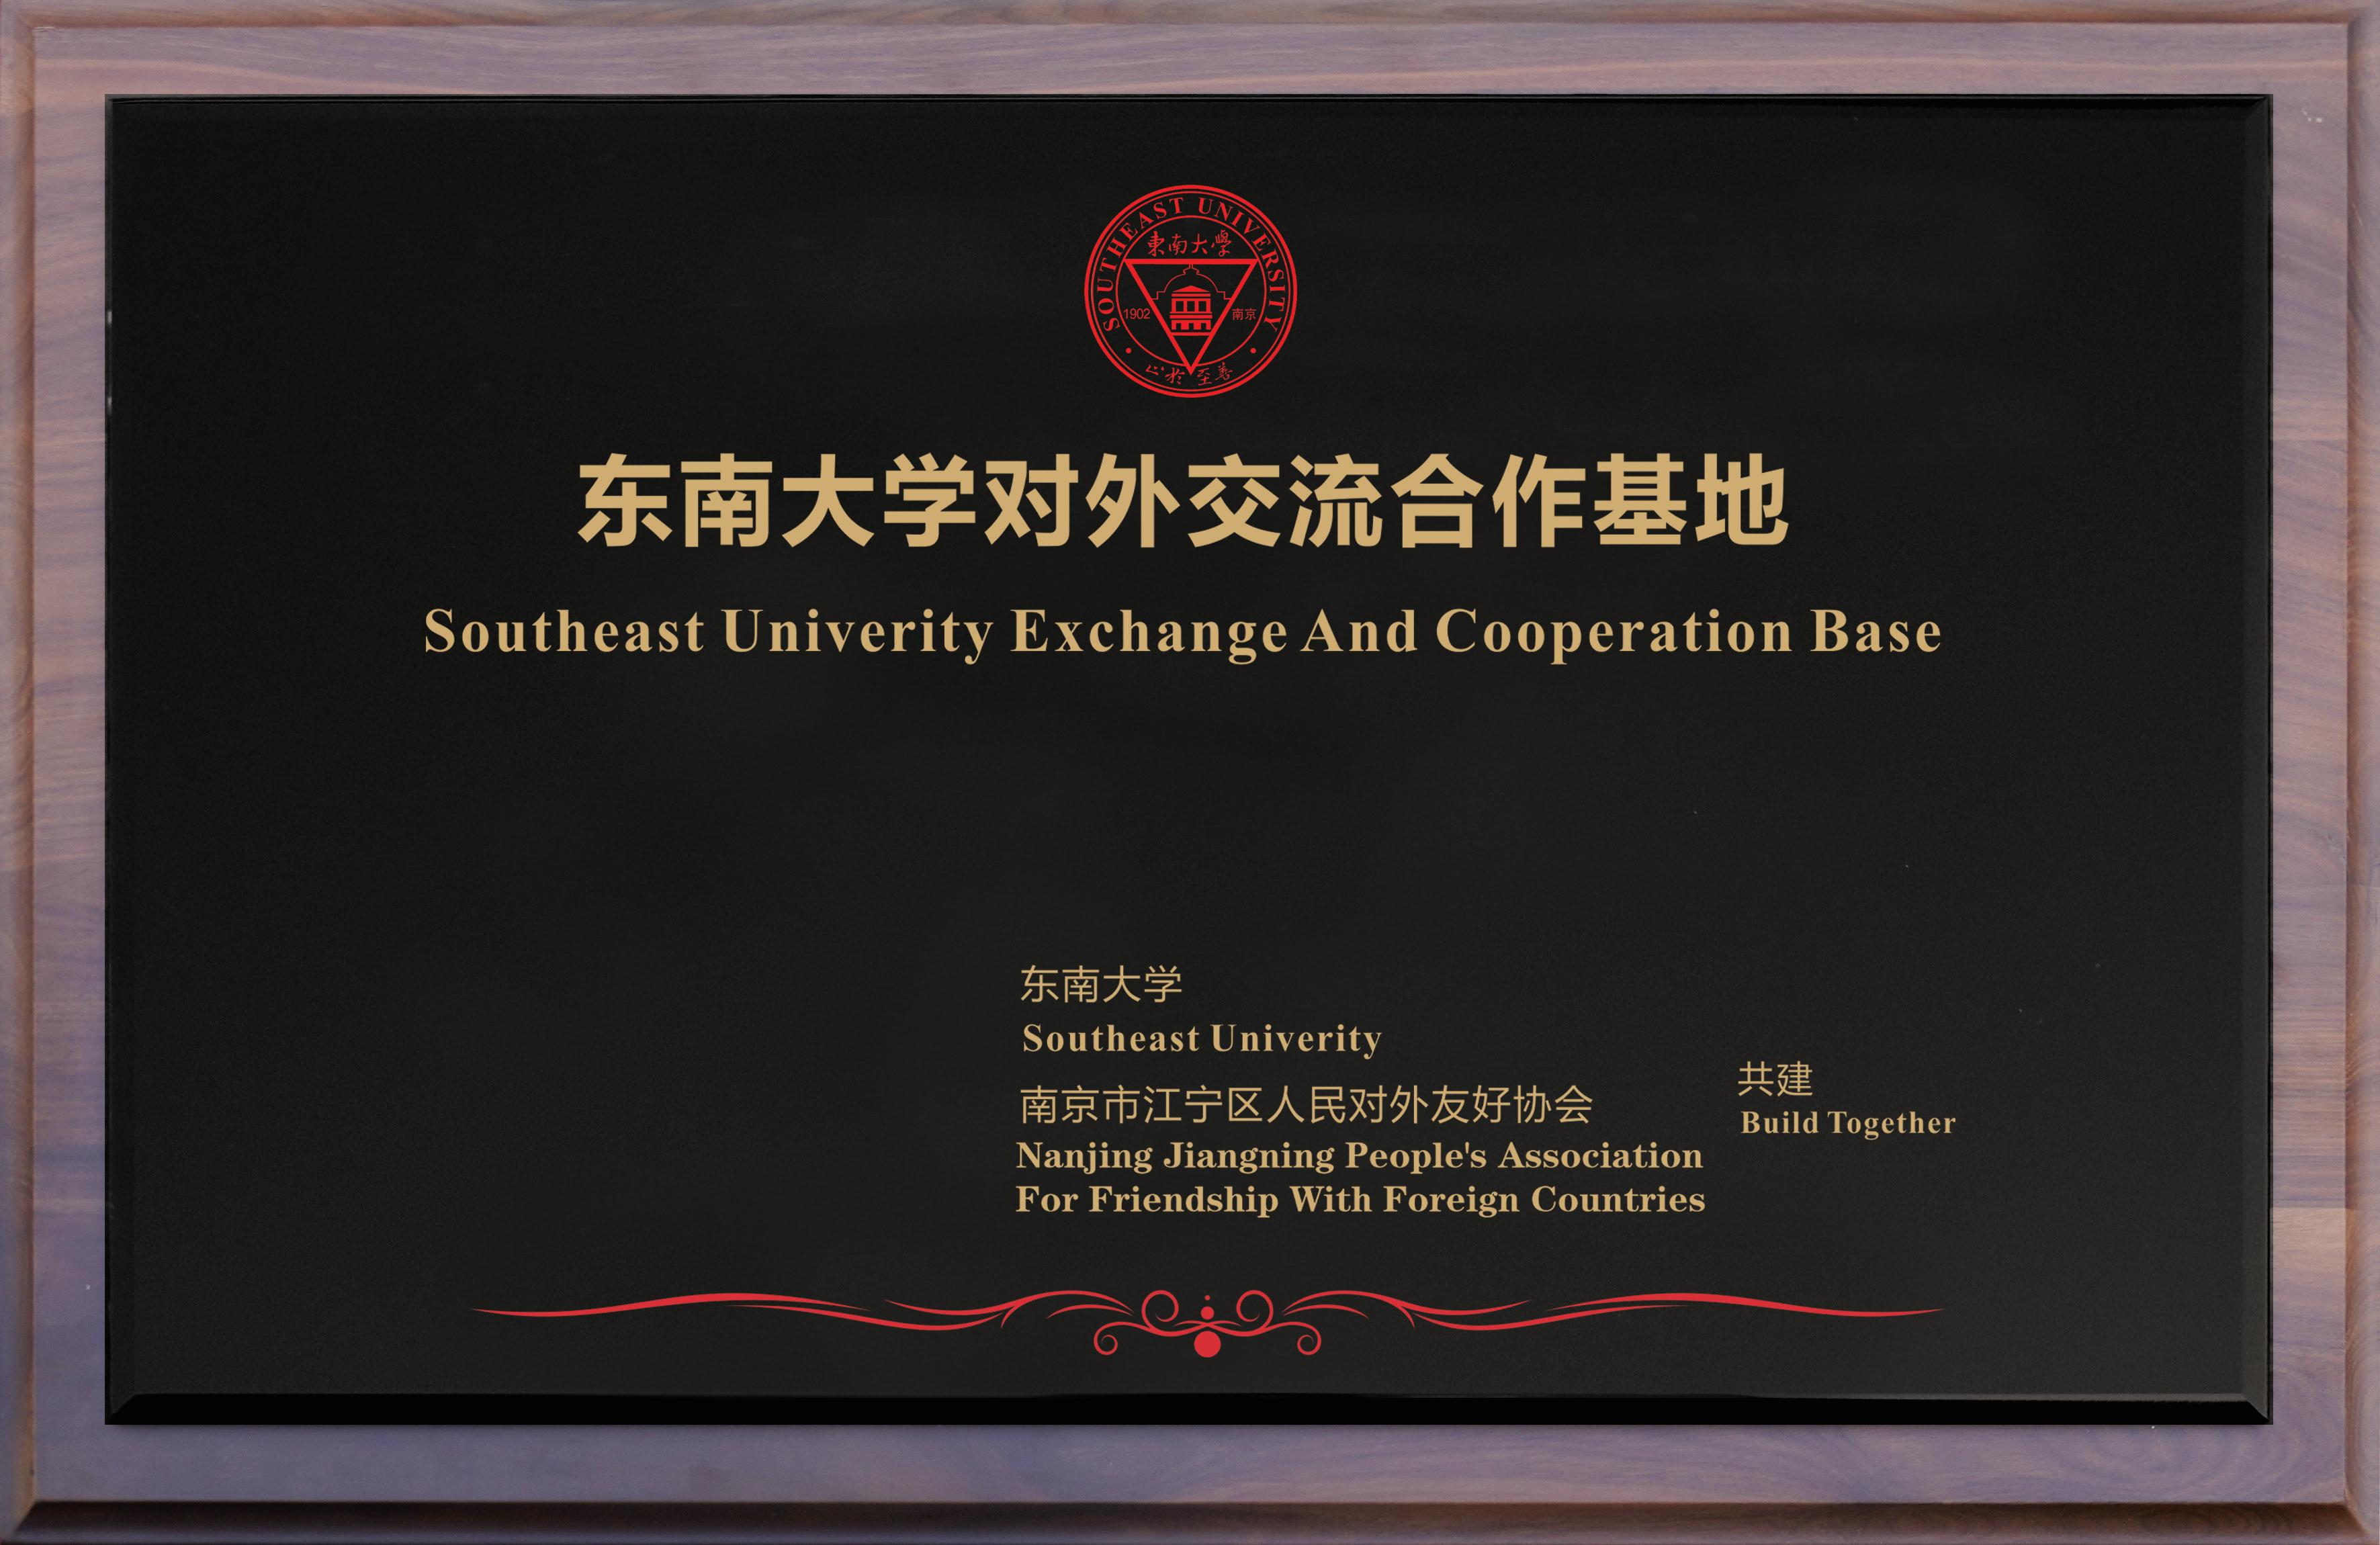 SOUTHEAST UNIVERSITY
東南大學
1902 南京
止於至善
东南大学对外交流合作基地
Southeast Univerity Exchange And Cooperation Base
东南大学
Southeast Univerity
南京市江宁区人民对外友好协会
Nanjing Jiangning People's Association
For Friendship With Foreign Countries
共建
Build Together